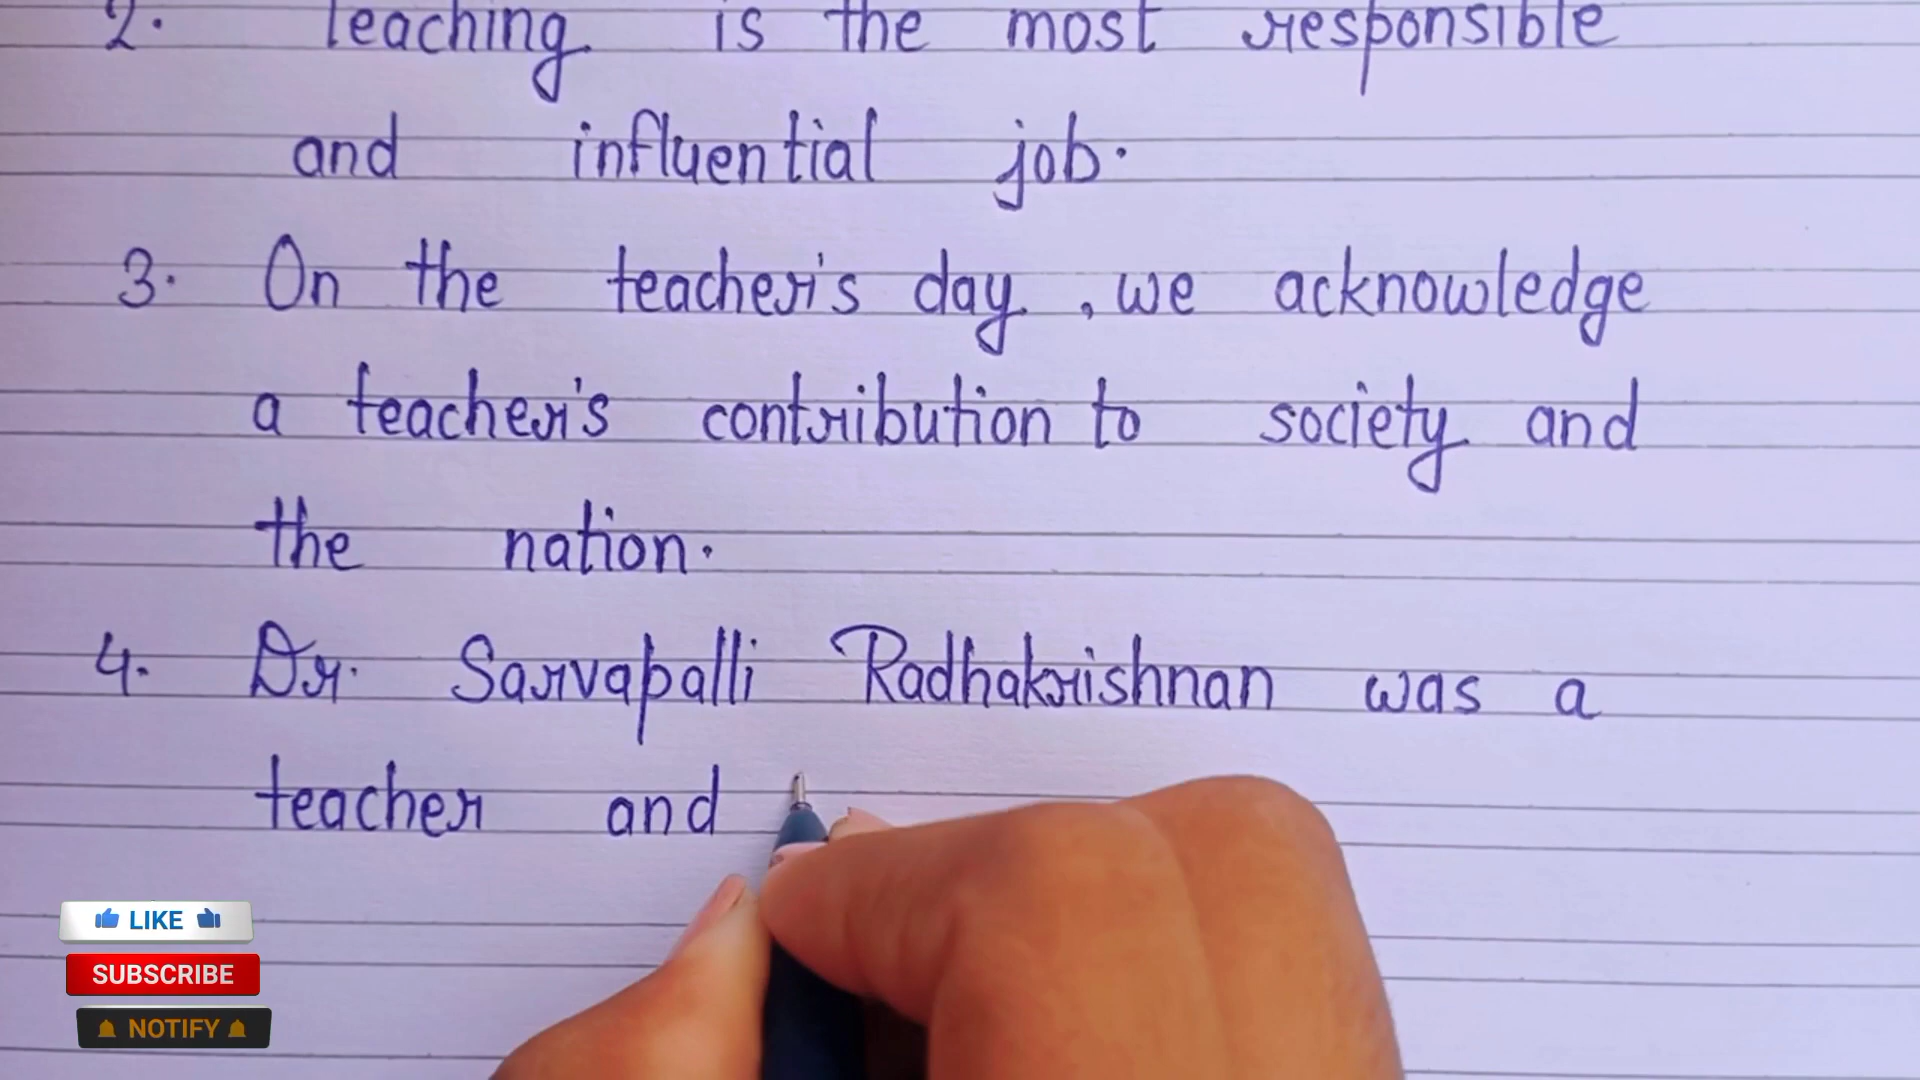 2. Teaching is the most responsible
and influential job.
3. On the teacher's day, we acknowledge
a teacher's contribution to society and
the nation.
4. Dr. Sarvapalli Radhakrishnan was a
teacher and
LIKE
SUBSCRIBE
NOTIFY